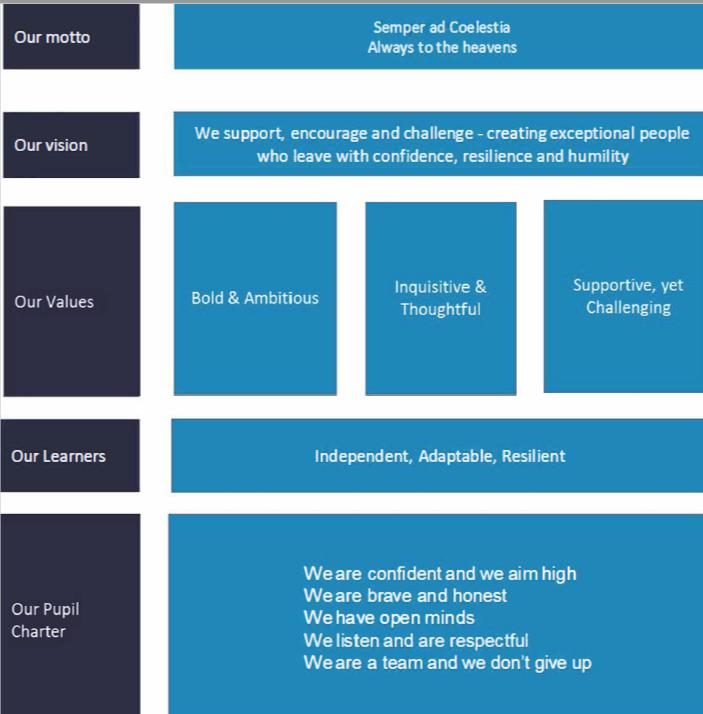 Our motto
Semper ad Coelestia
Always to the heavens
Our vision
We support, encourage and challenge - creating exceptional people
who leave with confidence, resilience and humility
Our Values
Bold & Ambitious
Inquisitive &
Thoughtful
Supportive, yet
Challenging
Our Learners
Independent, Adaptable, Resilient
Our Pupil
Charter
We are confident and we aim high
We are brave and honest
We have open minds
We listen and are respectful
We are a team and we don't give up